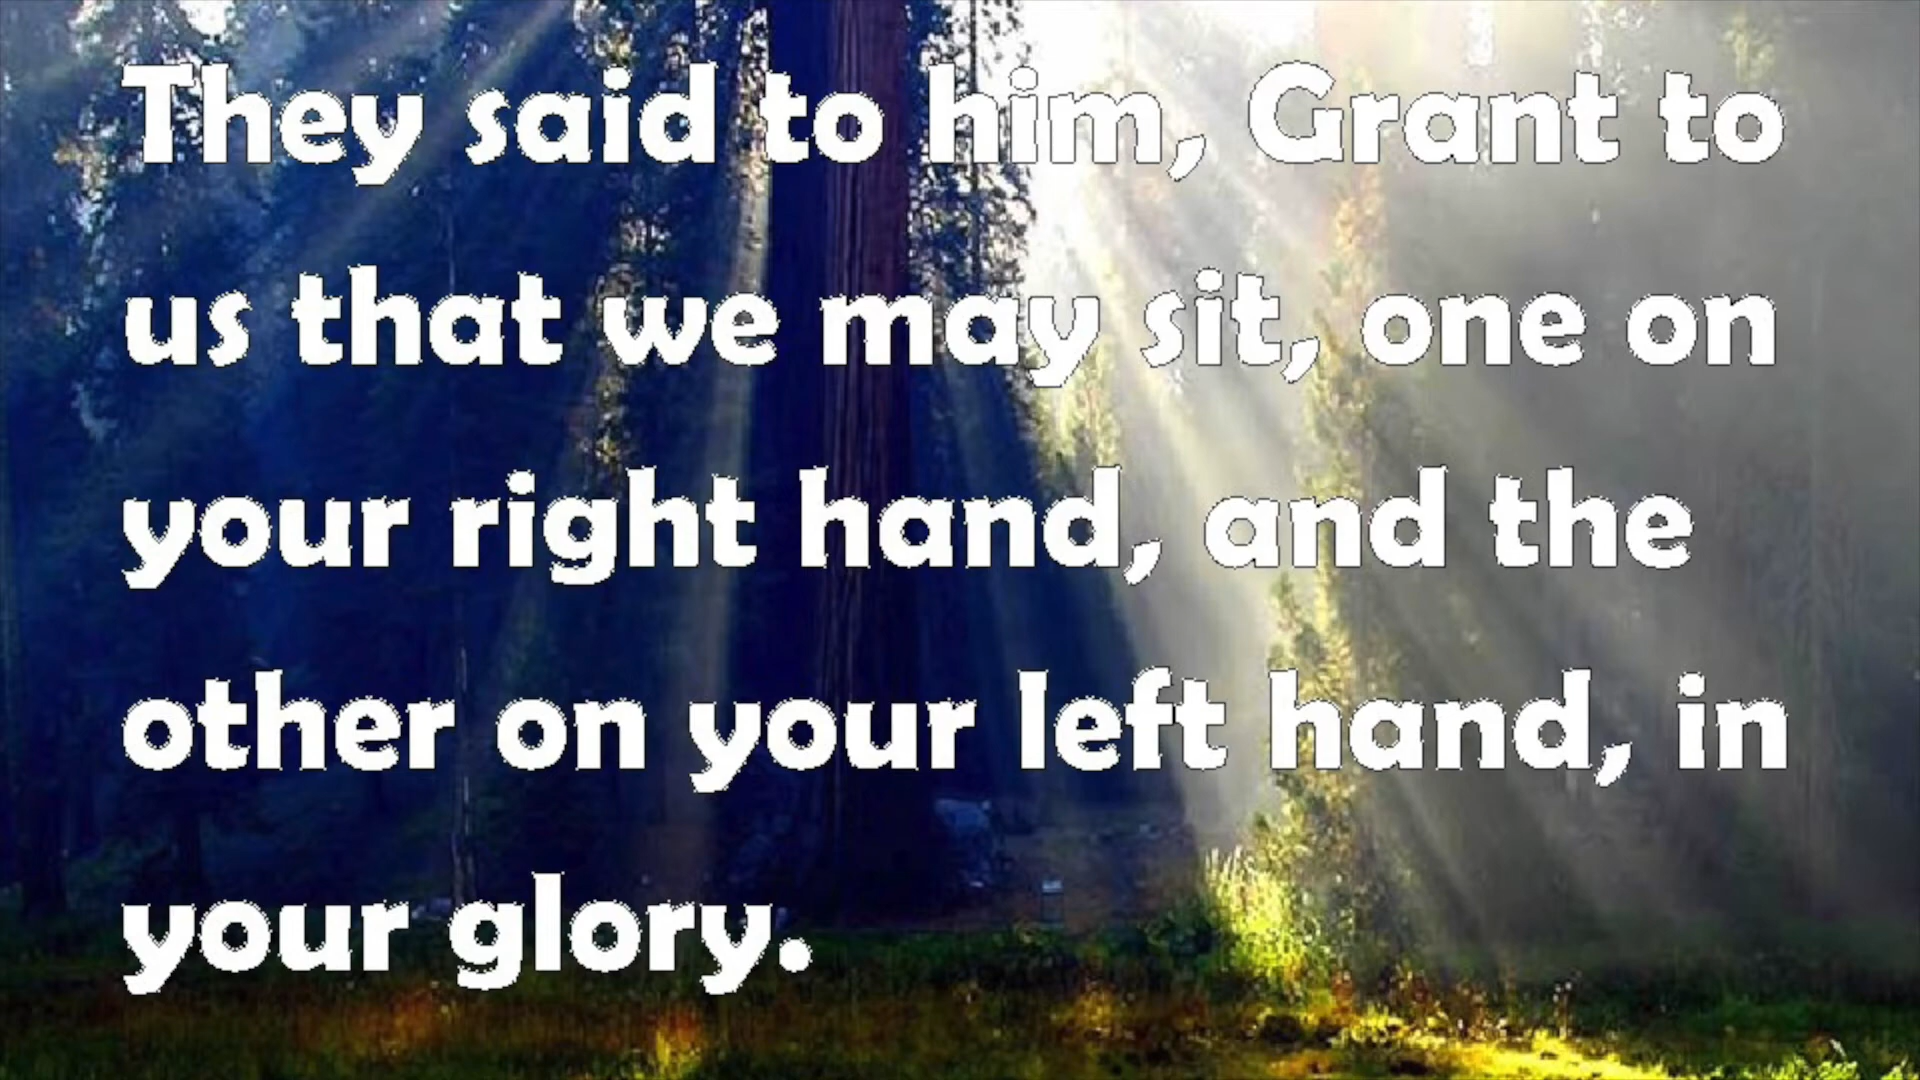 They said to him, Grant to
us that we may sit, one on
your right hand, and the
other on your left hand, in
your glory.